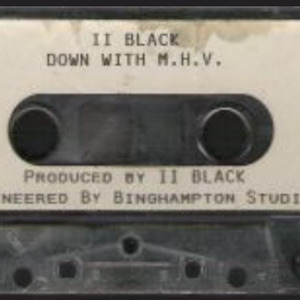 II BLACK
DOWN WITH M.H.V.
PRODUCED BY II BLACK
NEERED BY BINGHAMPTON STUDI